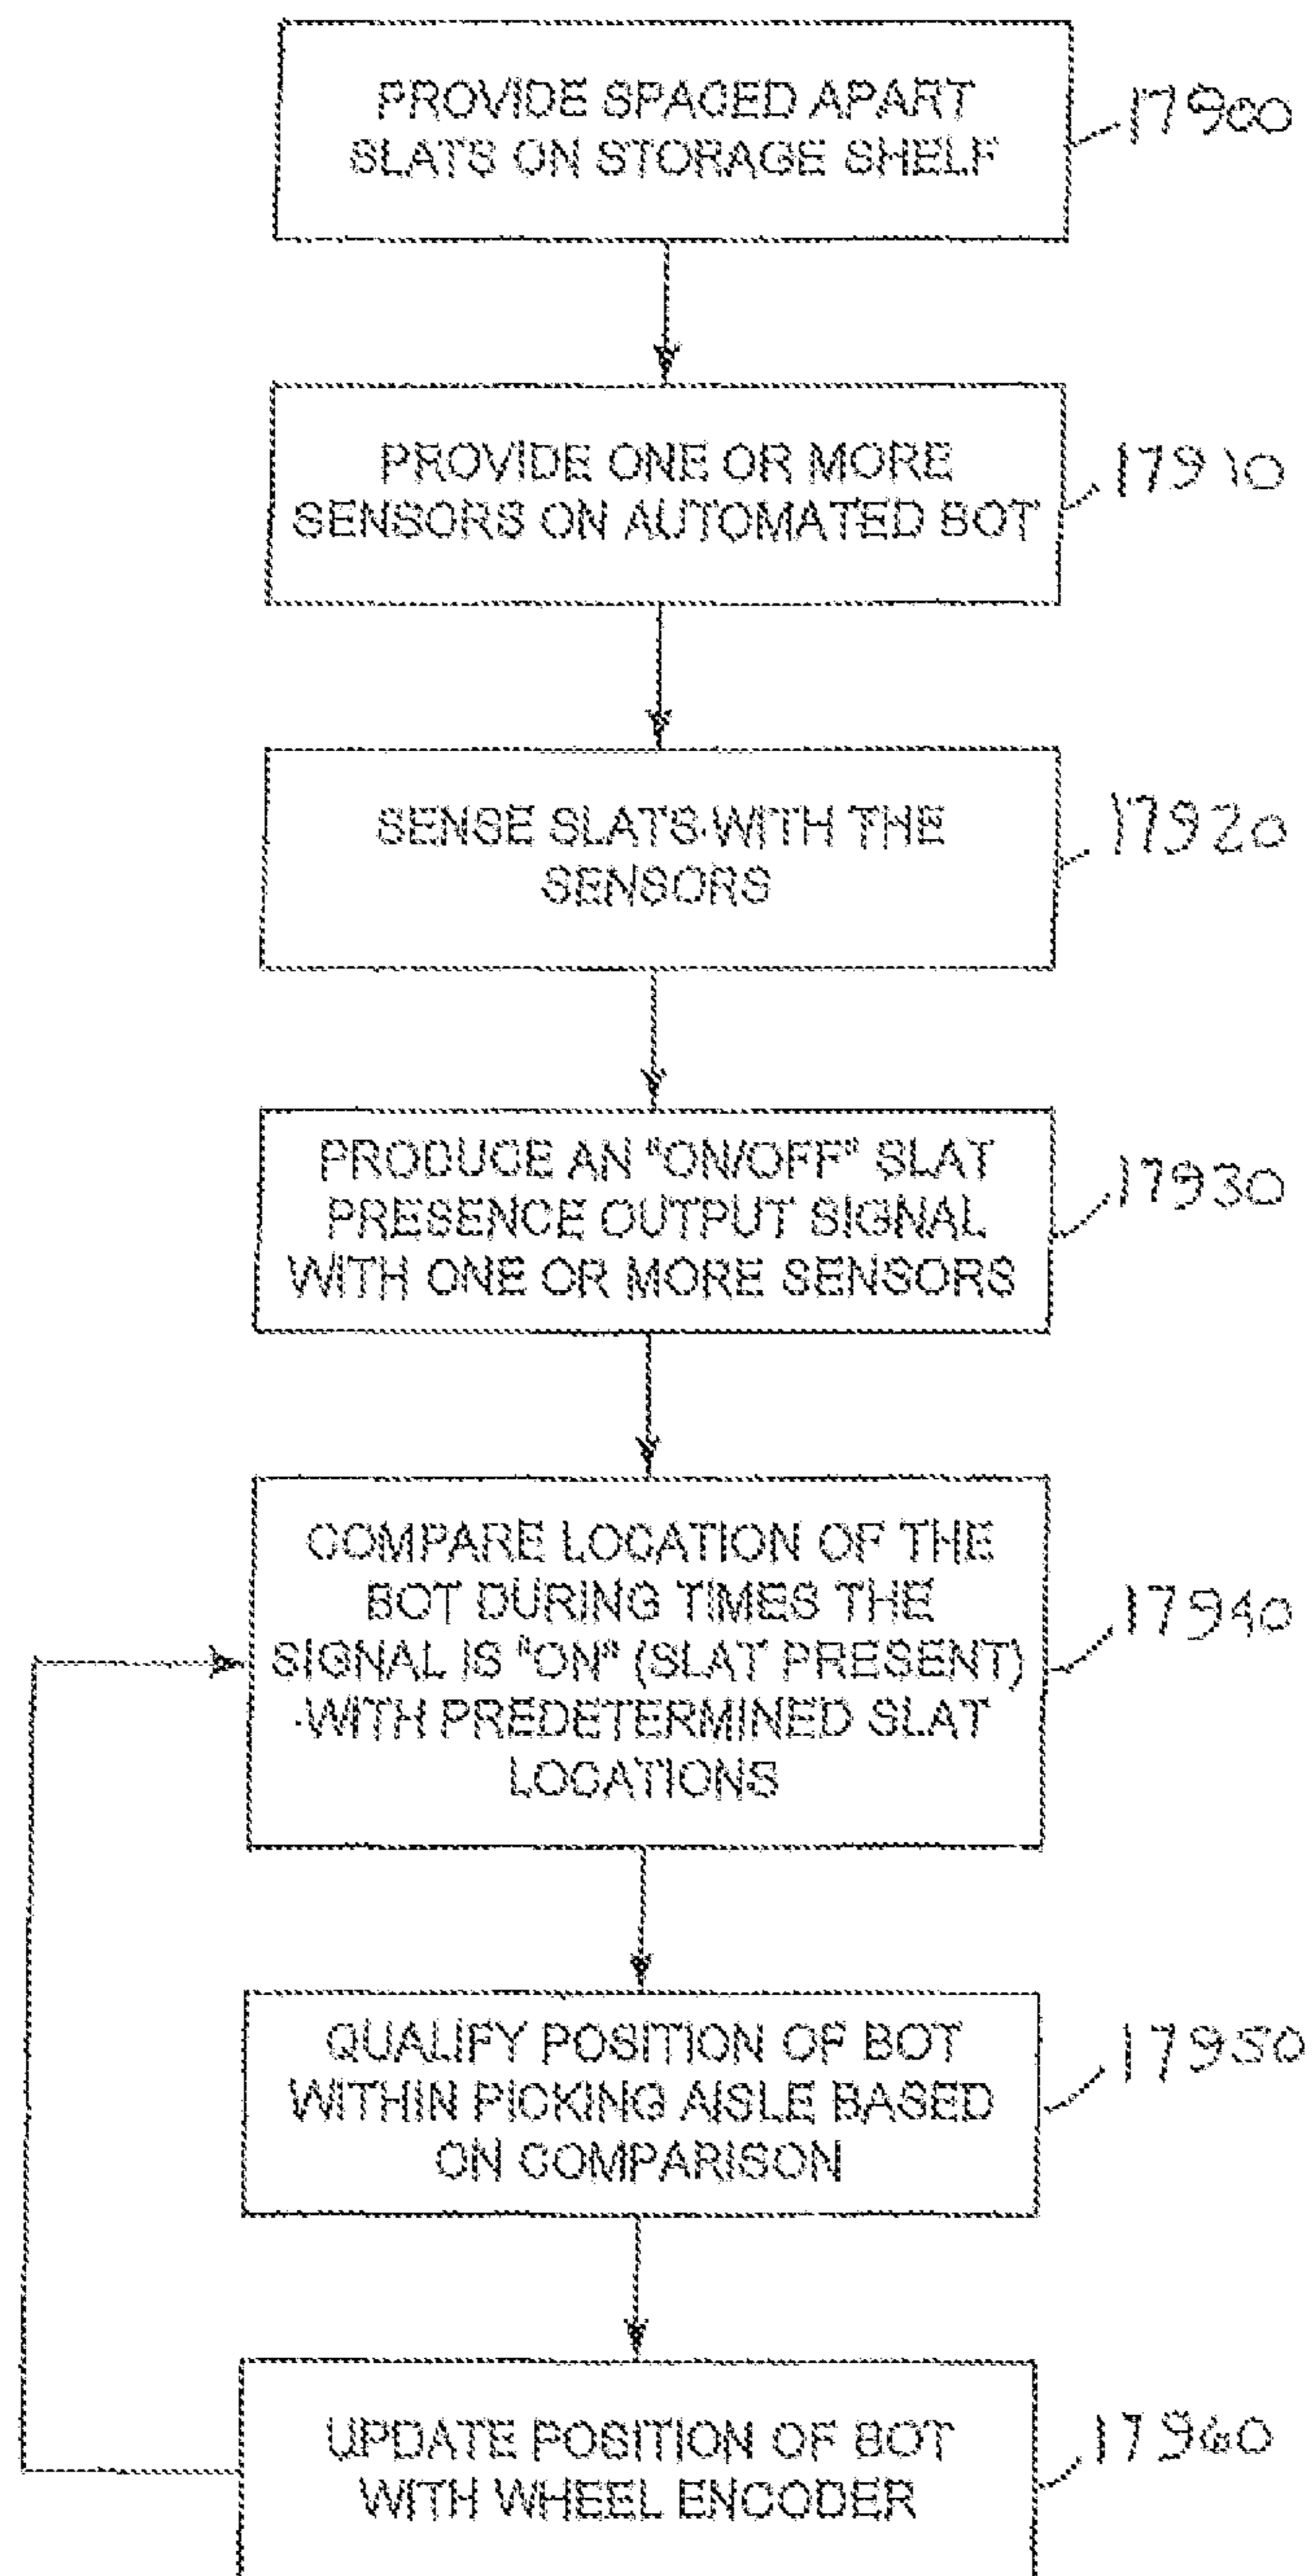 PROVIDE SPACED APART
SLATS ON STORAGE SHELF
17900
PROVIDE ONE OR MORE
SENSORS ON AUTOMATED BOT
17910
SENSE SLATS WITH THE
SENSORS
17920
PRODUCE AN "ON/OFF" SLAT
PRESENCE OUTPUT SIGNAL
WITH ONE OR MORE SENSORS
17930
COMPARE LOCATION OF THE
BOT DURING TIMES THE
SIGNAL IS "ON" (SLAT PRESENT)
WITH PREDETERMINED SLAT
LOCATIONS
17940
QUALIFY POSITION OF BOT
WITHIN PICKING AISLE BASED
ON COMPARISON
17950
UPDATE POSITION OF BOT
WITH WHEEL ENCODER
17960